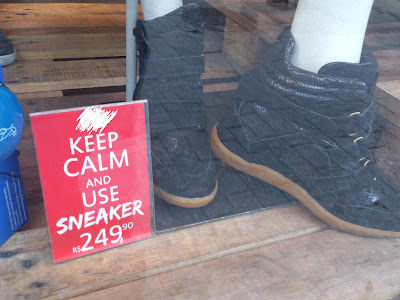 KEEP
CALM
AND
USE
SNEAKER
R$249,90